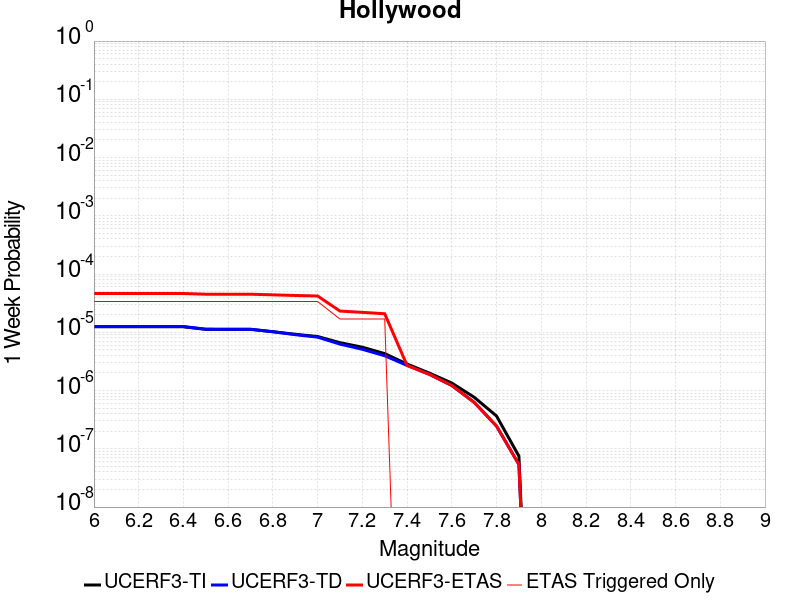 Hollywood
10^0
10^-1
10^-2
10^-3
10^-4
10^-5
10^-6
10^-7
10^-8
1 Week Probability
6 6.2 6.4 6.6 6.8 7 7.2 7.4 7.6 7.8 8 8.2 8.4 8.6 8.8 9
Magnitude
UCERF3-TI UCERF3-TD UCERF3-ETAS ETAS Triggered Only